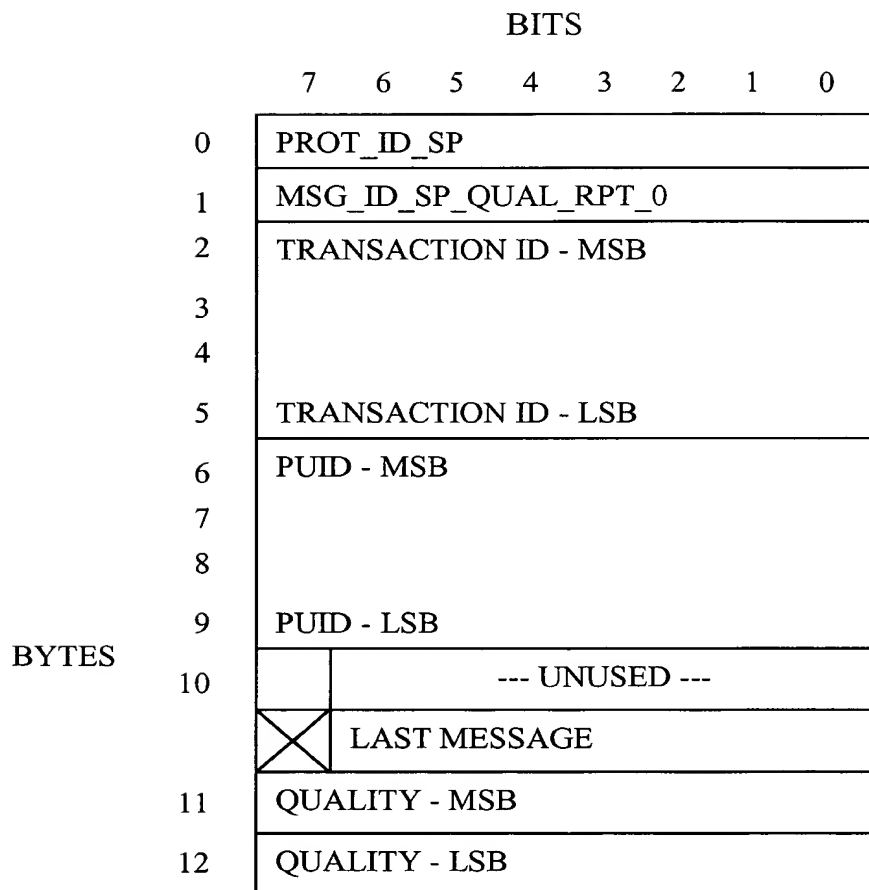 BITS
7 6 5 4 3 2 1 0
0 PROT_ID_SP
1 MSG_ID_SP_QUAL_RPT_0
2 TRANSACTION ID - MSB
3
4
5 TRANSACTION ID - LSB
6 PUID - MSB
7
8
9 PUID - LSB
BYTES
10 --- UNUSED ---
LAST MESSAGE
11 QUALITY - MSB
12 QUALITY - LSB